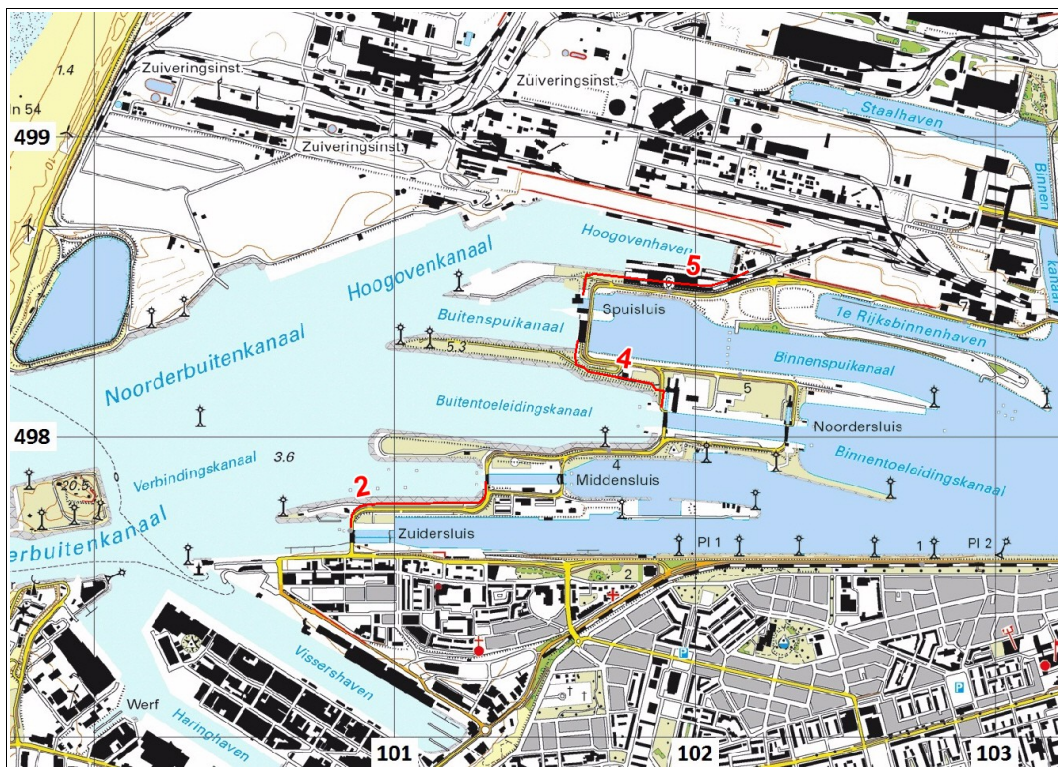 1.4
Zuiveringsinst.
Zuiveringsinst.
ln 54
Staalhaven
499
Zuiveringsinst.
Binnen
kanaal
Hoogovenhaven
Hoogovenkanaal
5
Spuisluis
Buitenspuikanaal
1e Rijksbinnenhaven
7
5.3
4
Binnenspuikanaal
Noorderbuitenkanaal
5
Buitentoeleidingskanaal
Noordersluis
498
3.6
4
Binnentoeleidingskanaal
Verbindingskanaal
Middensluis
20.5
2
Zuidersluis
erbuitenkanaal
Pl 1
1
Pl 2
2
Vissershaven
P
P
Werf
Haringhaven
101
102
103